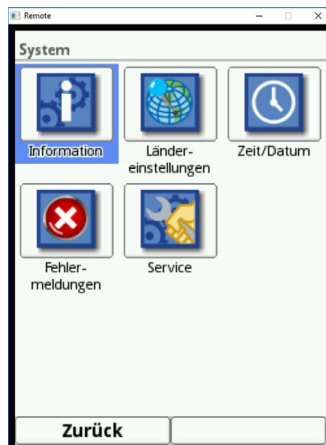 Remote
System
Information
Länder-
einstellungen
Zeit/Datum
Fehler-
meldungen
Service
Zurück